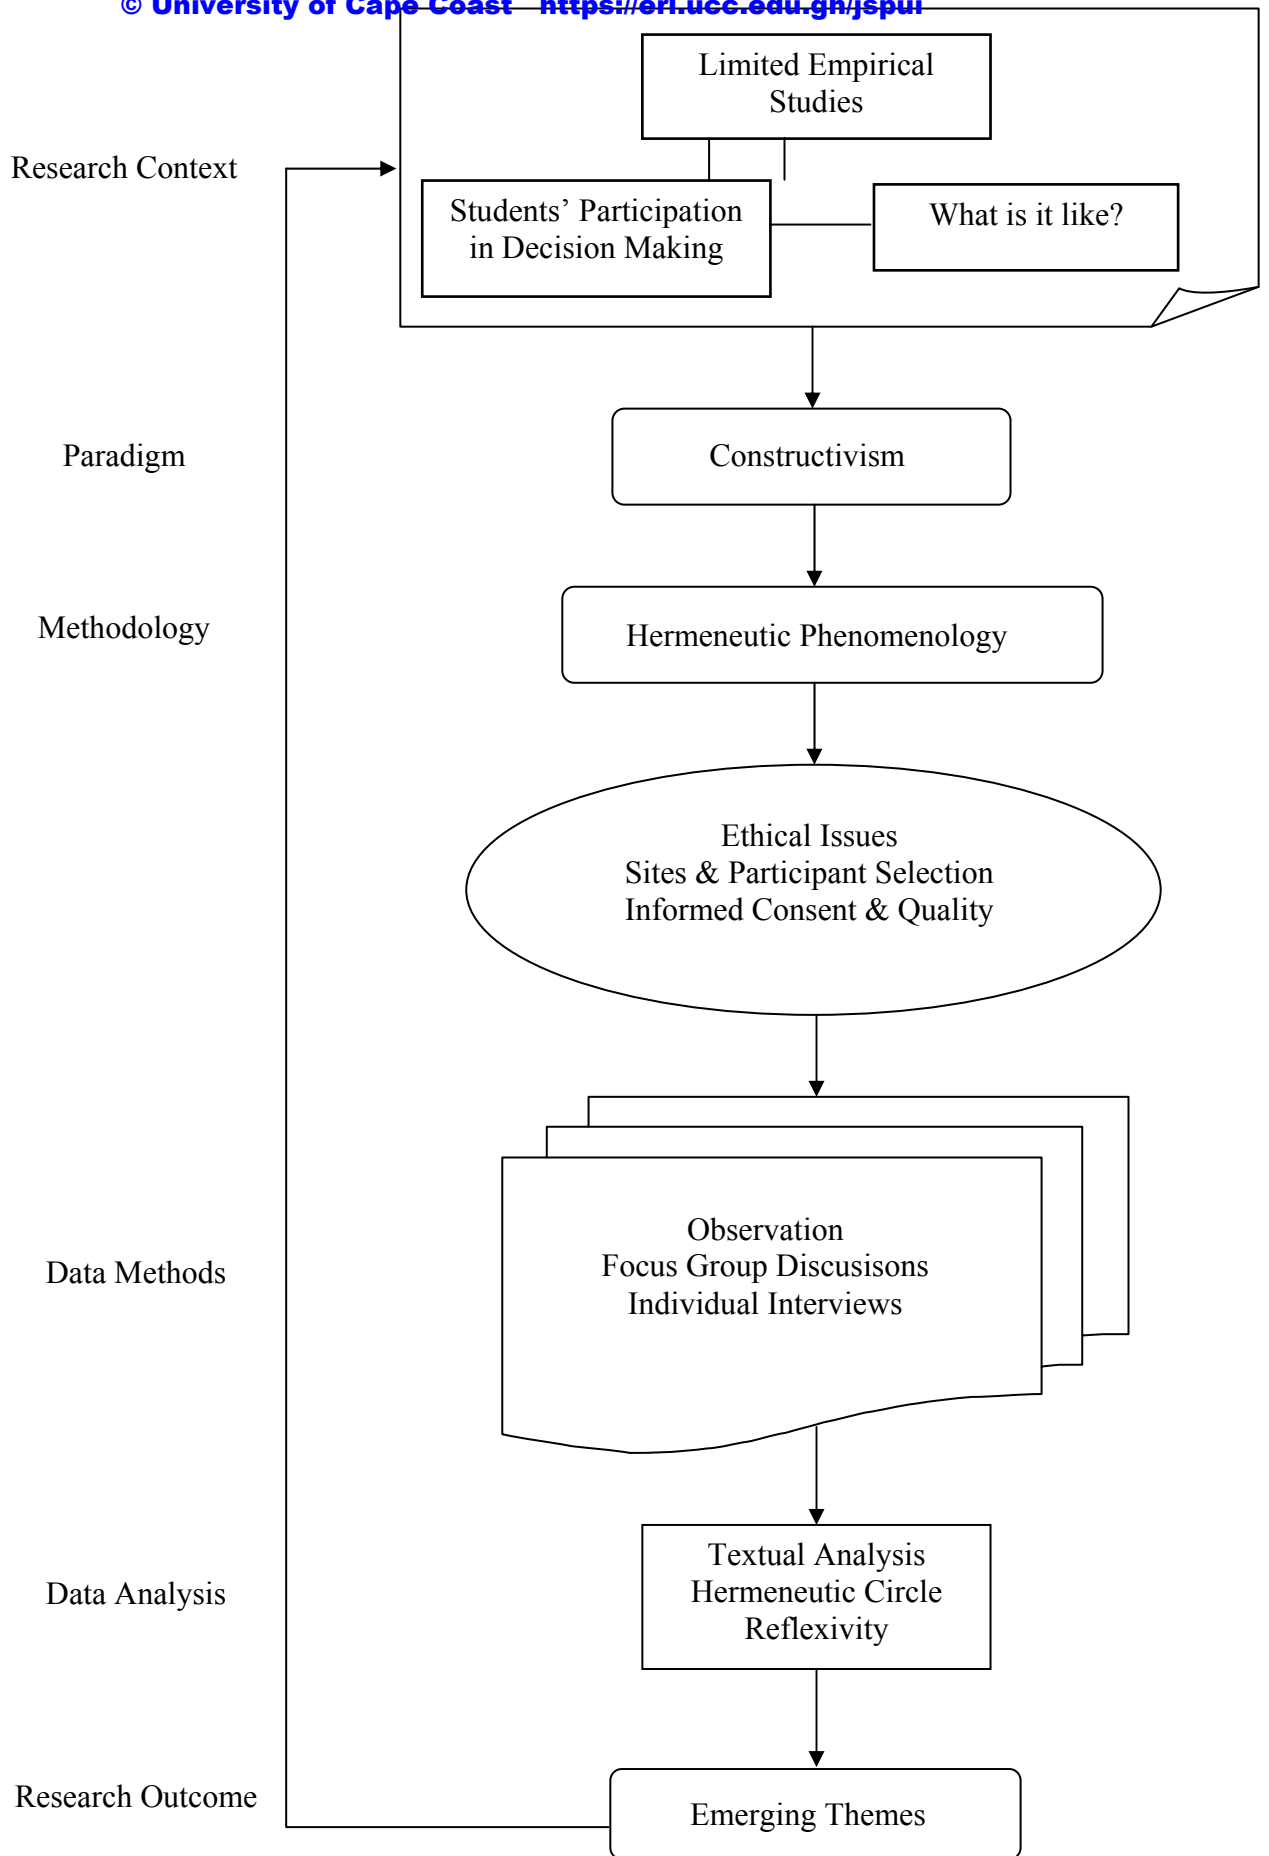 © University of Cape Coast https://erl.ucc.edu.gh/jspui
Limited Empirical
Studies
Research Context
Students’ Participation
in Decision Making
What is it like?
Paradigm
Constructivism
Methodology
Hermeneutic Phenomenology
Ethical Issues
Sites & Participant Selection
Informed Consent & Quality
Data Methods
Observation
Focus Group Discusisons
Individual Interviews
Data Analysis
Textual Analysis
Hermeneutic Circle
Reflexivity
Research Outcome
Emerging Themes